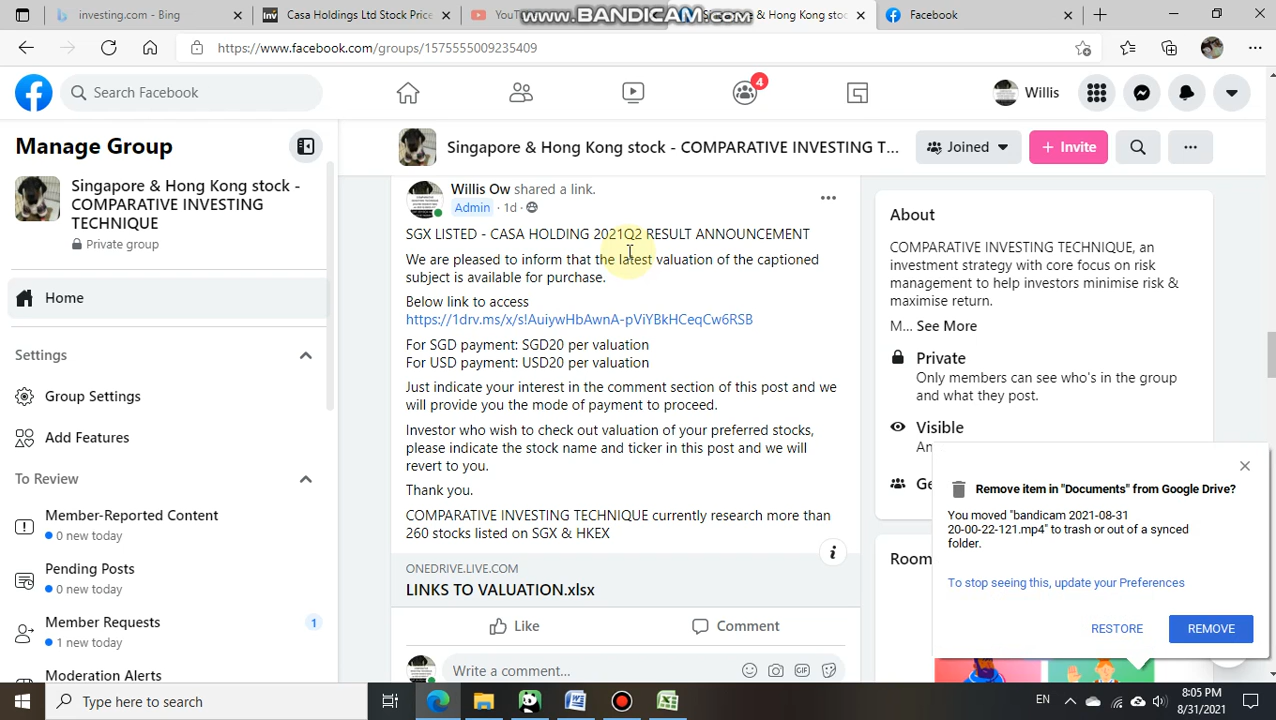 investing.com - Bing
Casa Holdings Ltd Stock Pric
YouT
www.BANDICAM.com
e & Hong Kong stock - C
Facebook
https://www.facebook.com/groups/1575555009235409
Search Facebook
4
Willis
Manage Group
Singapore & Hong Kong stock - COMPARATIVE INVESTING T...
Joined
+ Invite
Singapore & Hong Kong stock -
COMPARATIVE INVESTING
TECHNIQUE
Private group
Home
Settings
Group Settings
Add Features
To Review
Member-Reported Content
0 new today
Pending Posts
0 new today
Member Requests
1
1 new today
Moderation Alerts
Willis Ow shared a link.
Admin · 1d ·
SGX LISTED - CASA HOLDING 2021Q2 RESULT ANNOUNCEMENT
We are pleased to inform that the latest valuation of the captioned
subject is available for purchase.
Below link to access
https://1drv.ms/x/s!AuiywHbAwnA-pViYBkHCeqCw6RSB
For SGD payment: SGD20 per valuation
For USD payment: USD20 per valuation
Just indicate your interest in the comment section of this post and we
will provide you the mode of payment to proceed.
Investor who wish to check out valuation of your preferred stocks,
please indicate the stock name and ticker in this post and we will
revert to you.
Thank you.
COMPARATIVE INVESTING TECHNIQUE currently research more than
260 stocks listed on SGX & HKEX
ONEDRIVE.LIVE.COM
LINKS TO VALUATION.xlsx
Like
Comment
Write a comment...
GIF
About
COMPARATIVE INVESTING TECHNIQUE, an
investment strategy with core focus on risk
management to help investors minimise risk &
maximise return.
M... See More
Private
Only members can see who's in the group
and what they post.
Visible
An
Ge
Room
Remove item in "Documents" from Google Drive?
You moved "bandicam 2021-08-31
20-00-22-121.mp4" to trash or out of a synced
folder.
To stop seeing this, update your Preferences
RESTORE
REMOVE
Type here to search
EN
8:05 PM
8/31/2021